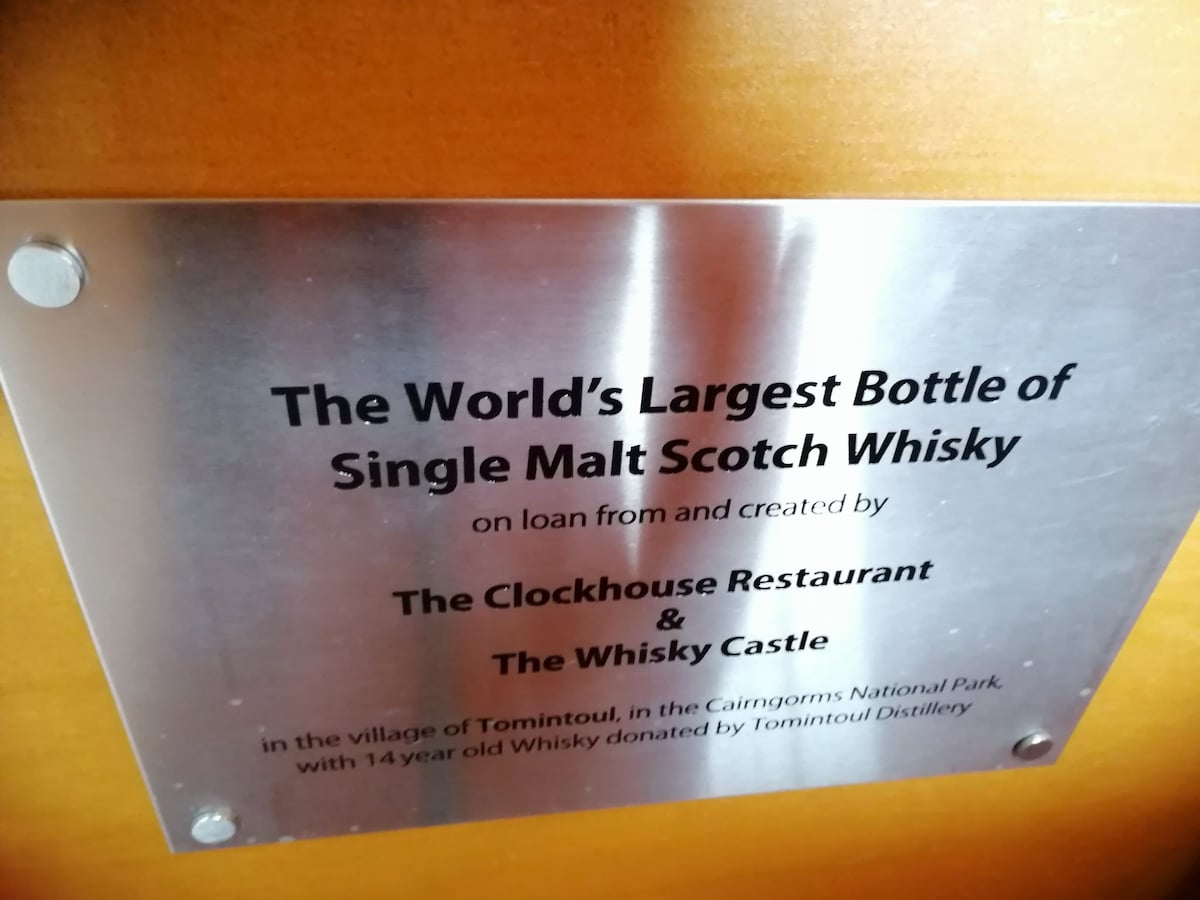 The World's Largest Bottle of
Single Malt Scotch Whisky
on loan from and created by
The Clockhouse Restaurant
&
The Whisky Castle
in the village of Tomintoul, in the Cairngorms National Park,
with 14 year old Whisky donated by Tomintoul Distillery